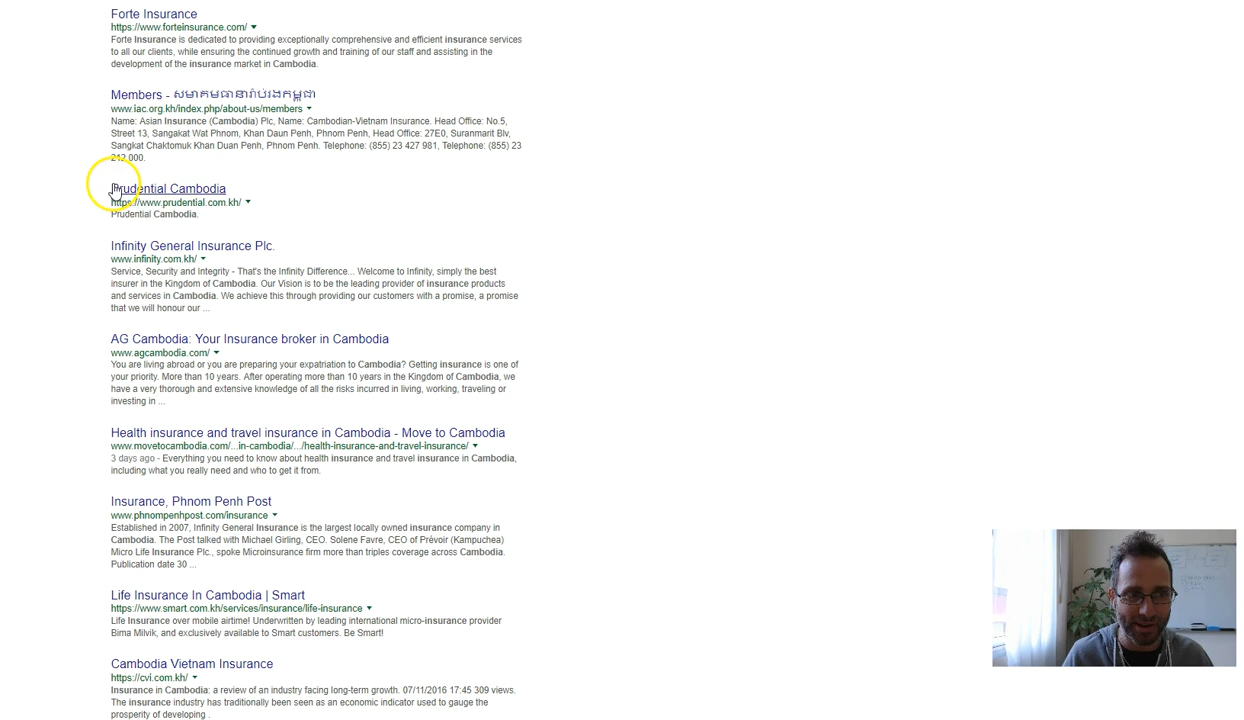 Forte Insurance
https://www.forteinsurance.com/
Forte Insurance is dedicated to providing exceptionally comprehensive and efficient insurance services
to all our clients, while ensuring the continued growth and training of our staff and assisting in the
development of the insurance market in Cambodia.
Members - សមាគមធានារ៉ាប់រងកម្ពុជា
www.iac.org.kh/index.php/about-us/members
Name: Asian Insurance (Cambodia) Plc, Name: Cambodian-Vietnam Insurance. Head Office: No.5,
Street 13, Sangakat Wat Phnom, Khan Daun Penh, Phnom Penh, Head Office: 27E0, Suranmarit Blv,
Sangkat Chaktomuk Khan Duan Penh, Phnom Penh. Telephone: (855) 23 427 981, Telephone: (855) 23
212 000.
Prudential Cambodia
https://www.prudential.com.kh/
Prudential Cambodia.
Infinity General Insurance Plc.
www.infinity.com.kh/
Service, Security and Integrity - That's the Infinity Difference... Welcome to Infinity, simply the best
insurer in the Kingdom of Cambodia. Our Vision is to be the leading provider of insurance products
and services in Cambodia. We achieve this through providing our customers with a promise, a promise
that we will honour our ...
AG Cambodia: Your Insurance broker in Cambodia
www.agcambodia.com/
You are living abroad or you are preparing your expatriation to Cambodia? Getting insurance is one of
your priority. More than 10 years. After operating more than 10 years in the Kingdom of Cambodia, we
have a very thorough and extensive knowledge of all the risks incurred in living, working, traveling or
investing in ...
Health insurance and travel insurance in Cambodia - Move to Cambodia
www.movetocambodia.com/...in-cambodia/.../health-insurance-and-travel-insurance/
3 days ago - Everything you need to know about health insurance and travel insurance in Cambodia,
including what you really need and who to get it from.
Insurance, Phnom Penh Post
www.phnompenhpost.com/insurance
Established in 2007, Infinity General Insurance is the largest locally owned insurance company in
Cambodia. The Post talked with Michael Girling, CEO. Solene Favre, CEO of Prévoir (Kampuchea)
Micro Life Insurance Plc., spoke Microinsurance firm more than triples coverage across Cambodia.
Publication date 30 ...
Life Insurance In Cambodia | Smart
https://www.smart.com.kh/services/insurance/life-insurance
Life Insurance over mobile airtime! Underwritten by leading international micro-insurance provider
Bima Milvik, and exclusively available to Smart customers. Be Smart!
Cambodia Vietnam Insurance
https://cvi.com.kh/
Insurance in Cambodia: a review of an industry facing long-term growth. 07/11/2016 17:45 309 views.
The insurance industry has traditionally been seen as an economic indicator used to gauge the
prosperity of developing .